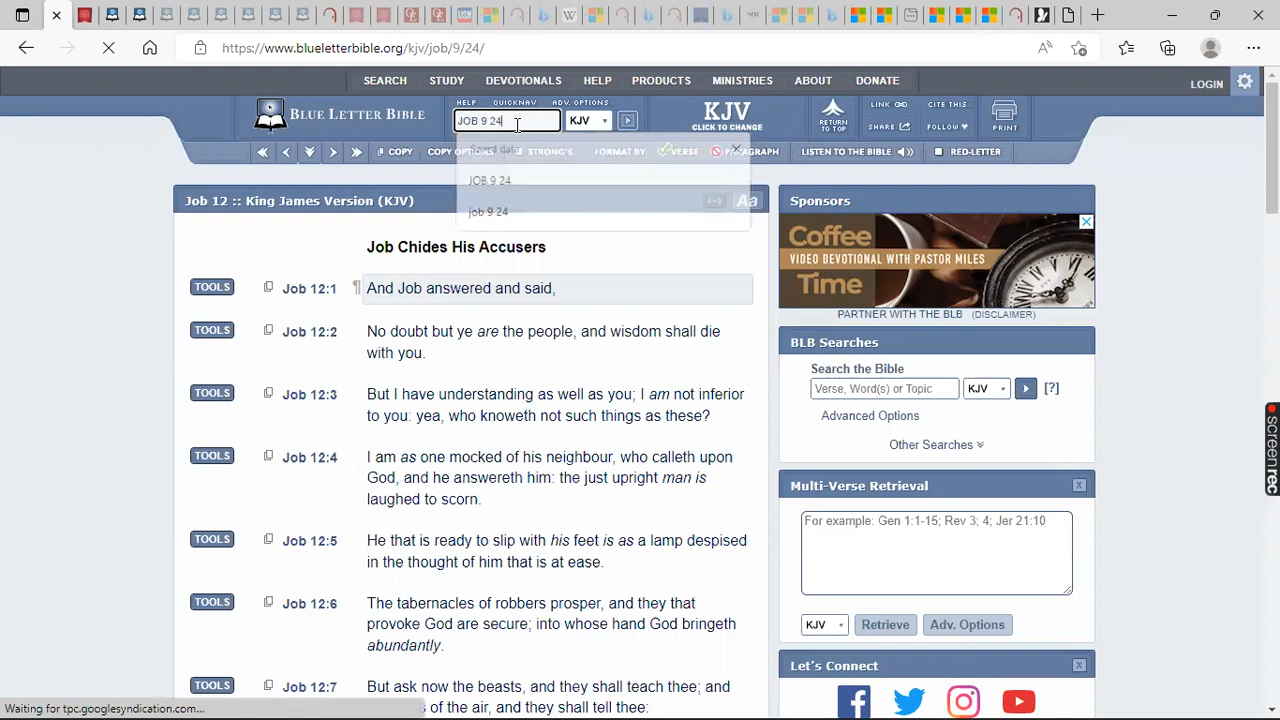 https://www.blueletterbible.org/kjv/job/9/24/
SEARCH STUDY DEVOTIONALS HELP PRODUCTS MINISTRIES ABOUT DONATE
LOGIN
BLUE LETTER BIBLE
HELP QUICKNAV ADV. OPTIONS
JOB 9 24
KJV
KJV
CLICK TO CHANGE
RETURN
TO TOP
LINK CITE THIS
SHARE FOLLOW
PRINT
COPY COPY OPTIONS STRONG'S FORMAT BY: VERSE PARAGRAPH LISTEN TO THE BIBLE RED-LETTER
Saved data
JOB 9 24
job 9 24
Job 12 :: King James Version (KJV)
Aa
Job Chides His Accusers
TOOLS Job 12:1 ¶ And Job answered and said,
TOOLS Job 12:2 No doubt but ye are the people, and wisdom shall die
with you.
TOOLS Job 12:3 But I have understanding as well as you; I am not inferior
to you: yea, who knoweth not such things as these?
TOOLS Job 12:4 I am as one mocked of his neighbour, who calleth upon
God, and he answereth him: the just upright man is
laughed to scorn.
TOOLS Job 12:5 He that is ready to slip with his feet is as a lamp despised
in the thought of him that is at ease.
TOOLS Job 12:6 The tabernacles of robbers prosper, and they that
provoke God are secure; into whose hand God bringeth
abundantly.
TOOLS Job 12:7 But ask now the beasts, and they shall teach thee; and
of the air, and they shall tell thee:
Sponsors
Coffee
VIDEO DEVOTIONAL WITH PASTOR MILES
Time
PARTNER WITH THE BLB (DISCLAIMER)
BLB Searches
Search the Bible
Verse, Word(s) or Topic KJV [?]
Advanced Options
Other Searches
Multi-Verse Retrieval
For example: Gen 1:1-15; Rev 3; 4; Jer 21:10
KJV Retrieve Adv. Options
Let's Connect
screenrec
Waiting for tpc.googlesyndication.com...